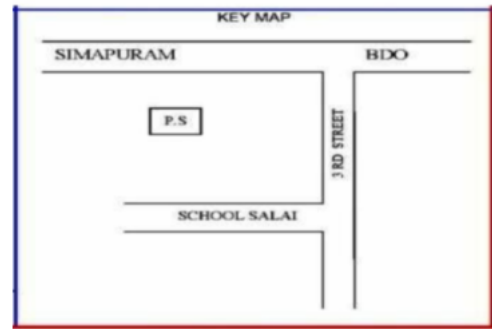 KEY MAP
SIMAPURAM BDO
P.S
3 RD STREET
SCHOOL SALAI